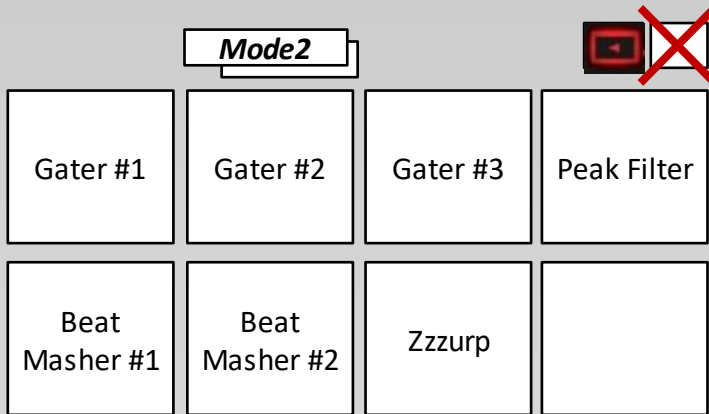 Mode2
Gater #1
Gater #2
Gater #3
Peak Filter
Beat
Masher #1
Beat
Masher #2
Zzzurp